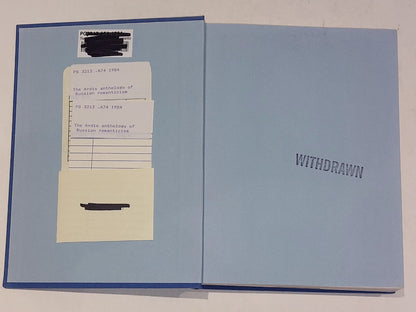 PG 3213 .A74 1984
The Ardis anthology of
Russian romanticism
PG 3213 .A74 1984
The Ardis anthology of
Russian romanticism
WITHDRAWN